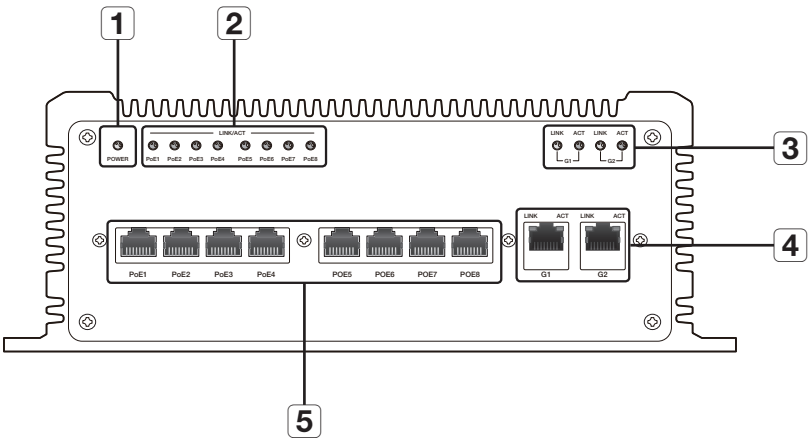 1 2
LINK/ACT
POWER PoE1 PoE2 PoE3 PoE4 PoE5 PoE6 PoE7 PoE8
LINK ACT LINK ACT
G1 G2
3
LINK ACT LINK ACT
4
PoE1 PoE2 PoE3 PoE4 POE5 POE6 POE7 POE8 G1 G2
5